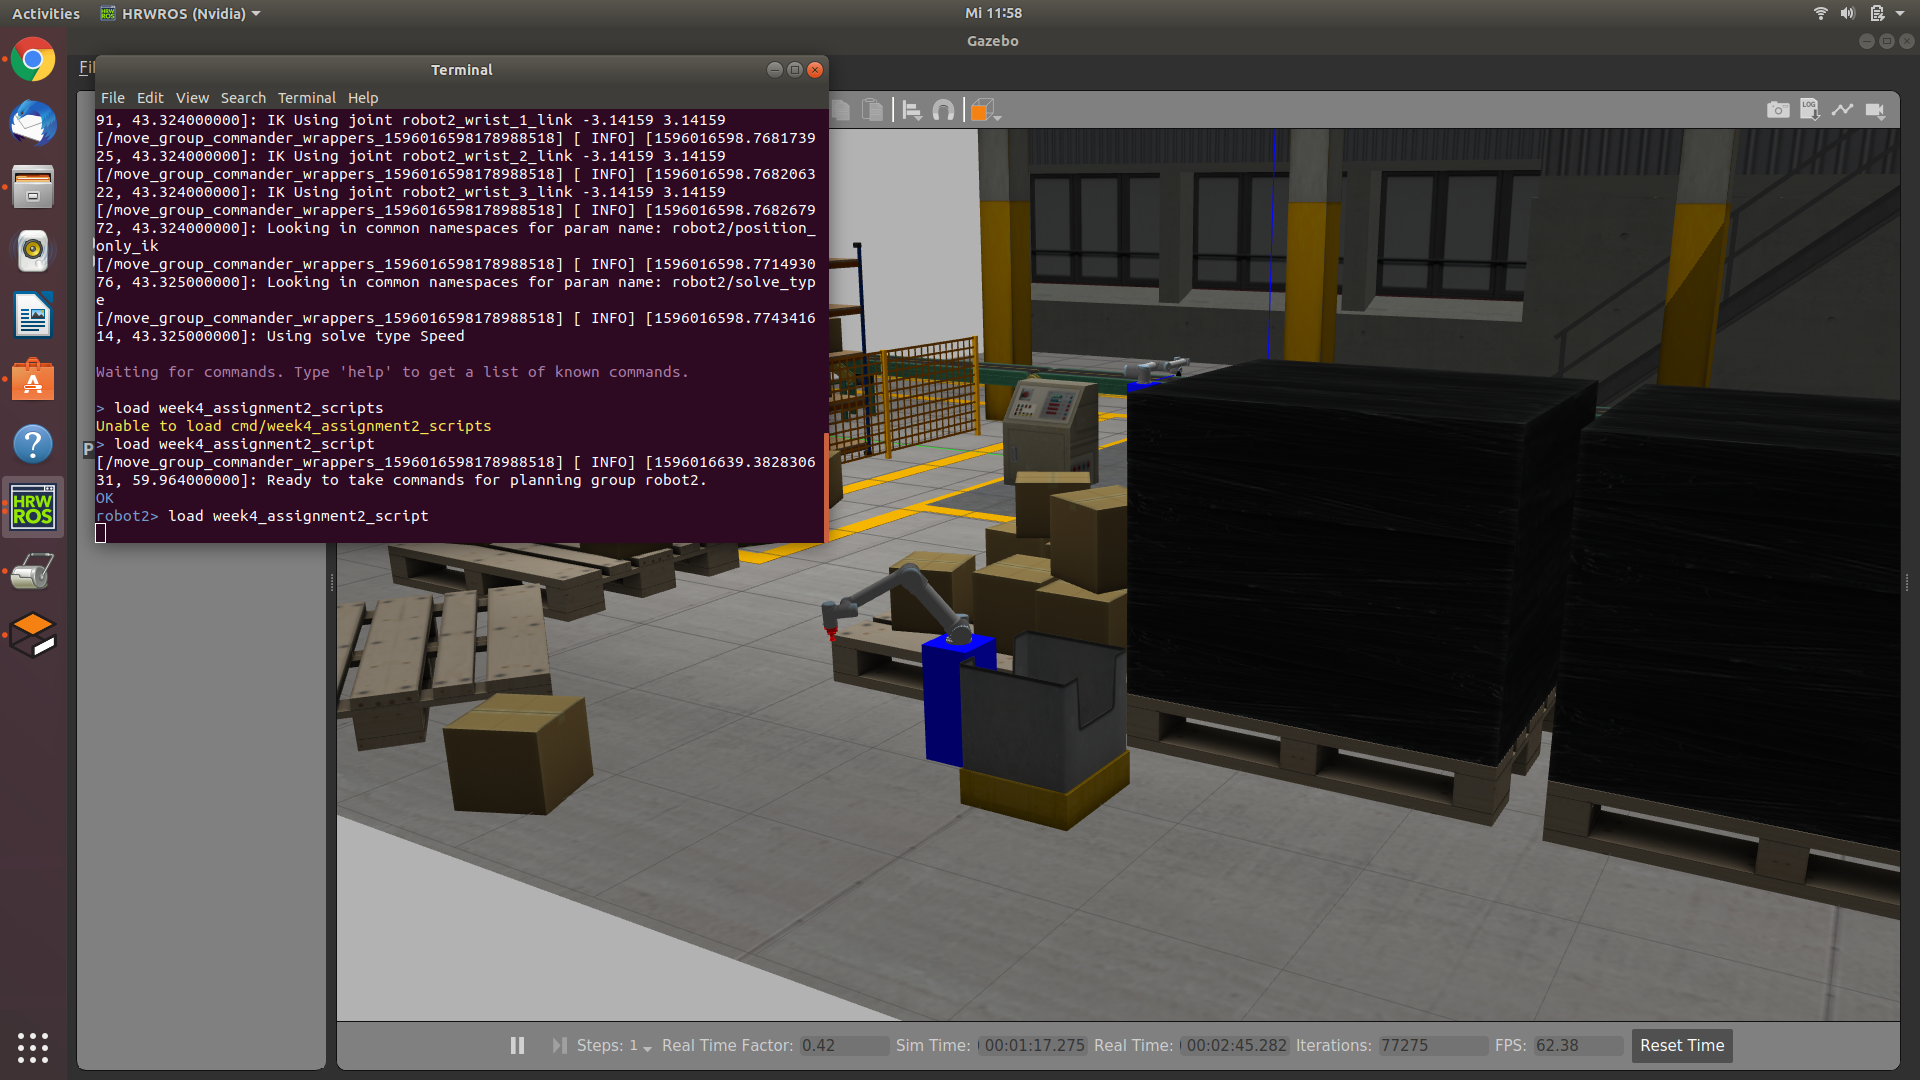 Activities
HRWROS (Nvidia)
Mi 11:58
Gazebo
Fil
Terminal
File Edit View Search Terminal Help
91, 43.324000000]: IK Using joint robot2_wrist_1_link -3.14159 3.14159
[/move_group_commander_wrappers_1596016598178988518] [ INFO] [1596016598.7681739
25, 43.324000000]: IK Using joint robot2_wrist_2_link -3.14159 3.14159
[/move_group_commander_wrappers_1596016598178988518] [ INFO] [1596016598.7682063
22, 43.324000000]: IK Using joint robot2_wrist_3_link -3.14159 3.14159
[/move_group_commander_wrappers_1596016598178988518] [ INFO] [1596016598.7682679
72, 43.324000000]: Looking in common namespaces for param name: robot2/position_
only_ik
[/move_group_commander_wrappers_1596016598178988518] [ INFO] [1596016598.7714930
76, 43.325000000]: Looking in common namespaces for param name: robot2/solve_typ
e
[/move_group_commander_wrappers_1596016598178988518] [ INFO] [1596016598.7743416
14, 43.325000000]: Using solve type Speed
Waiting for commands. Type 'help' to get a list of known commands.
> load week4_assignment2_scripts
Unable to load cmd/week4_assignment2_scripts
> load week4_assignment2_script
[/move_group_commander_wrappers_1596016598178988518] [ INFO] [1596016639.3828306
31, 59.964000000]: Ready to take commands for planning group robot2.
OK
robot2> load week4_assignment2_script
P
LOG
HRW
ROS
Steps: 1 Real Time Factor: 0.42 Sim Time: 00:01:17.275 Real Time: 00:02:45.282 Iterations: 77275 FPS: 62.38 Reset Time